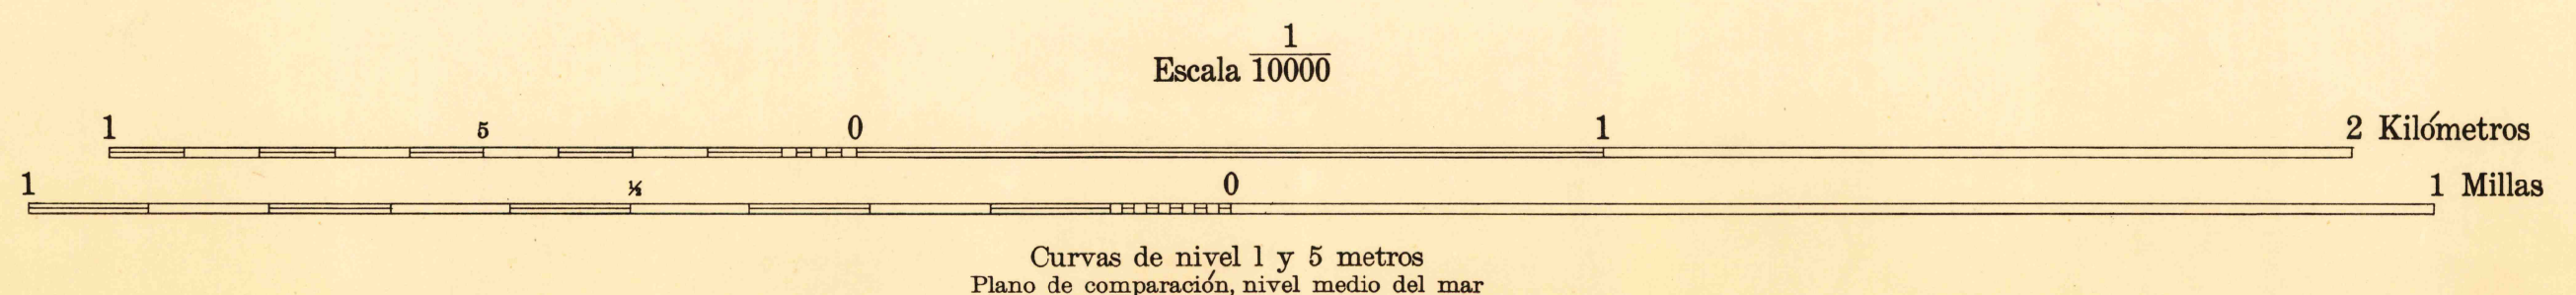 Escala 1/10000
1 5 0 1 2 Kilómetros
1 ½ 0 1 Millas
Curvas de nivel 1 y 5 metros
Plano de comparación, nivel medio del mar